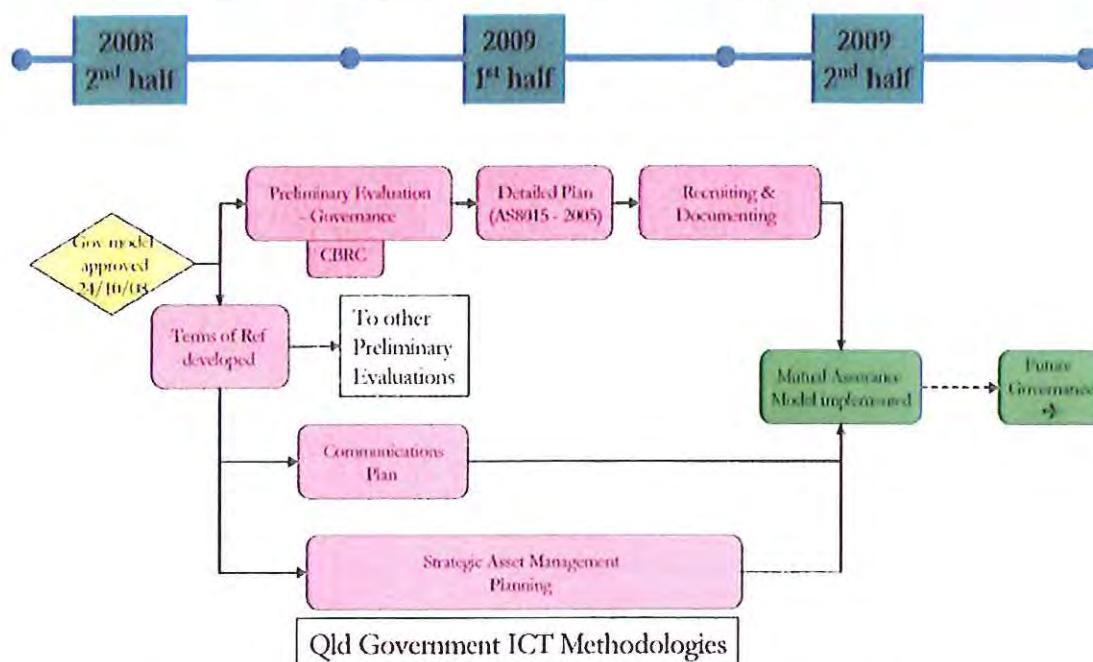 2008
2nd half
2009
1st half
2009
2nd half
Preliminary Evaluation
- Governance
CBRC
Detailed Plan
(AS8015 - 2005)
Recruiting &
Documenting
Gov model
approved
24/10/08
Terms of Ref
developed
To other
Preliminary
Evaluations
Mutual Assurance
Model implemented
Future
Governance
Communications
Plan
Strategic Asset Management
Planning
Qld Government ICT Methodologies